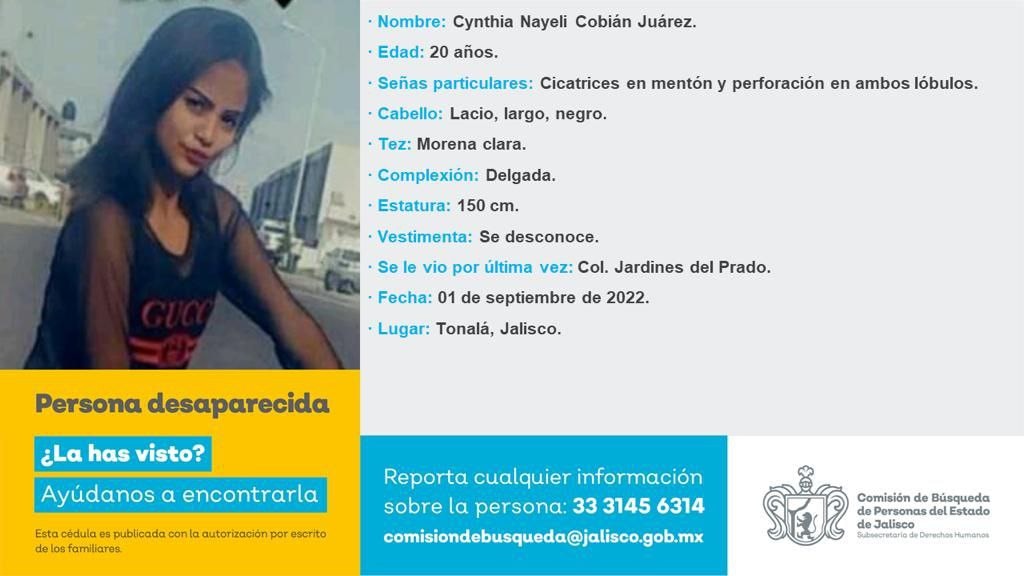 · Nombre: Cynthia Nayeli Cobián Juárez.
· Edad: 20 años.
· Señas particulares: Cicatrices en mentón y perforación en ambos lóbulos.
· Cabello: Lacio, largo, negro.
· Tez: Morena clara.
· Complexión: Delgada.
· Estatura: 150 cm.
· Vestimenta: Se desconoce.
· Se le vio por última vez: Col. Jardines del Prado.
· Fecha: 01 de septiembre de 2022.
· Lugar: Tonalá, Jalisco.
GUCCI
Persona desaparecida
¿La has visto?
Ayúdanos a encontrarla
Esta cédula es publicada con la autorización por escrito
de los familiares.
Reporta cualquier información
sobre la persona: 33 3145 6314
comisiondebusqueda@jalisco.gob.mx
Comisión de Búsqueda
de Personas del Estado
de Jalisco
Subsecretaría de Derechos Humanos